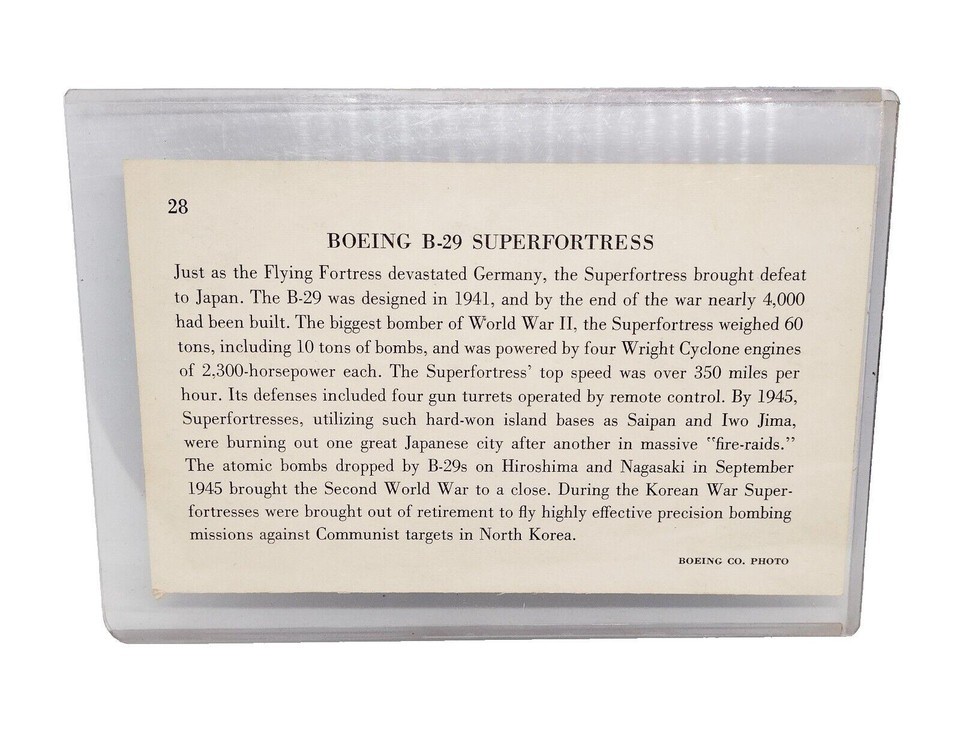 28
BOEING B-29 SUPERFORTRESS
Just as the Flying Fortress devastated Germany, the Superfortress brought defeat
to Japan. The B-29 was designed in 1941, and by the end of the war nearly 4,000
had been built. The biggest bomber of World War II, the Superfortress weighed 60
tons, including 10 tons of bombs, and was powered by four Wright Cyclone engines
of 2,300-horsepower each. The Superfortress' top speed was over 350 miles per
hour. Its defenses included four gun turrets operated by remote control. By 1945,
Superfortresses, utilizing such hard-won island bases as Saipan and Iwo Jima,
were burning out one great Japanese city after another in massive "fire-raids."
The atomic bombs dropped by B-29s on Hiroshima and Nagasaki in September
1945 brought the Second World War to a close. During the Korean War Super-
fortresses were brought out of retirement to fly highly effective precision bombing
missions against Communist targets in North Korea.
BOEING CO. PHOTO